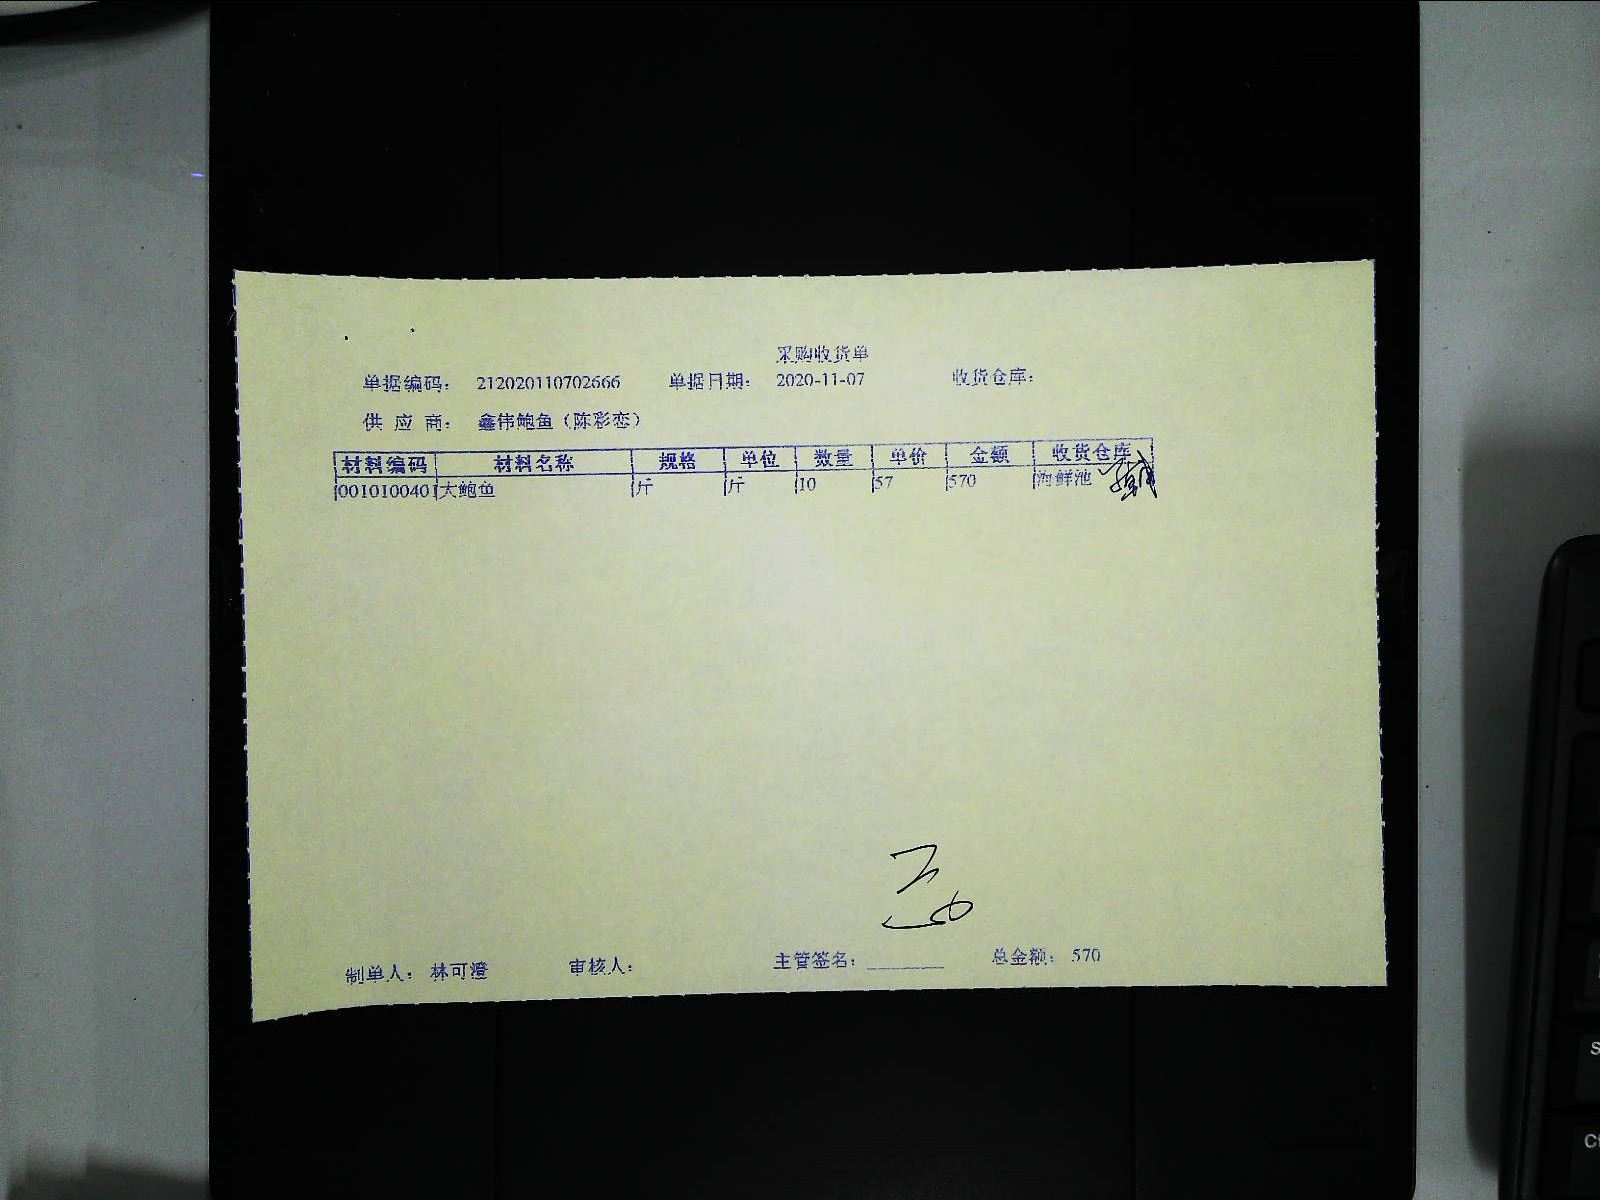 采购收货单
单据编码： 212020110702666 单据日期： 2020-11-07 收货仓库：
供 应 商： 鑫伟鲍鱼（陈彩恋）
材料编码 材料名称 规格 单位 数量 单价 金额 收货仓库
001010040 大鲍鱼 斤 斤 10 57 570 海鲜池
制单人： 林可澄 审核人： 主管签名：________ 总金额： 570